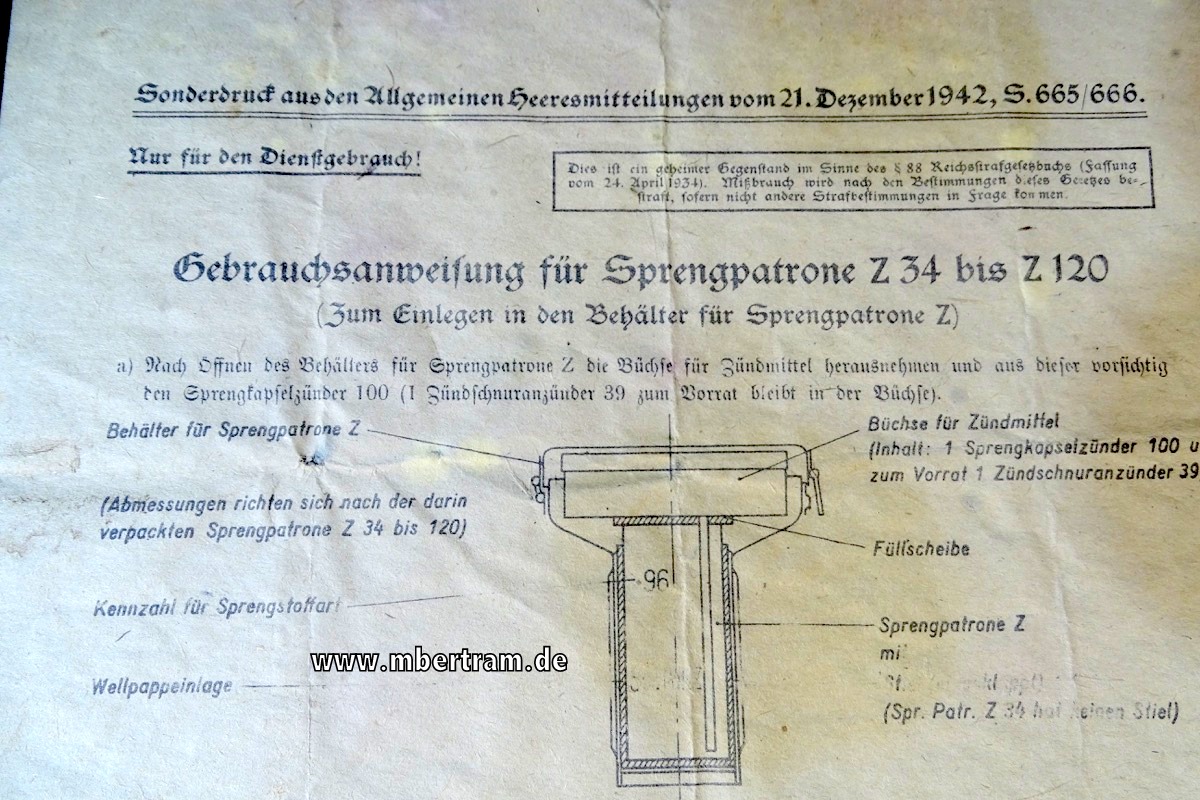 Sonderdruck aus den Allgemeinen Heeresmitteilungen vom 21. Dezember 1942, S. 665/666.
Nur für den Dienstgebrauch!
Dies ist ein geheimer Gegenstand im Sinne des § 88 Reichsstrafgesetzbuchs (Fassung
vom 24. April 1934). Mißbrauch wird nach den Bestimmungen dieses Gesetzes be-
straft, sofern nicht andere Strafbestimmungen in Frage kommen.
Gebrauchsanweisung für Sprengpatrone Z 34 bis Z 120
(Zum Einlegen in den Behälter für Sprengpatrone Z)
a) Nach Öffnen des Behälters für Sprengpatrone Z die Büchse für Zündmittel herausnehmen und aus dieser vorsichtig
den Sprengkapselzünder 100 (1 Zündschnuranzünder 39 zum Vorrat bleibt in der Büchse).
Behälter für Sprengpatrone Z
(Abmessungen richten sich nach der darin
verpackten Sprengpatrone Z 34 bis 120)
Kennzahl für Sprengstoffart
Wellpappeinlage
Büchse für Zündmittel
(Inhalt: 1 Sprengkapselzünder 100 u
zum Vorrat 1 Zündschnuranzünder 39
Füllscheibe
96
Sprengpatrone Z
mi
(Spr. Patr. Z 34 hat keinen Stiel)
www.mbertram.de